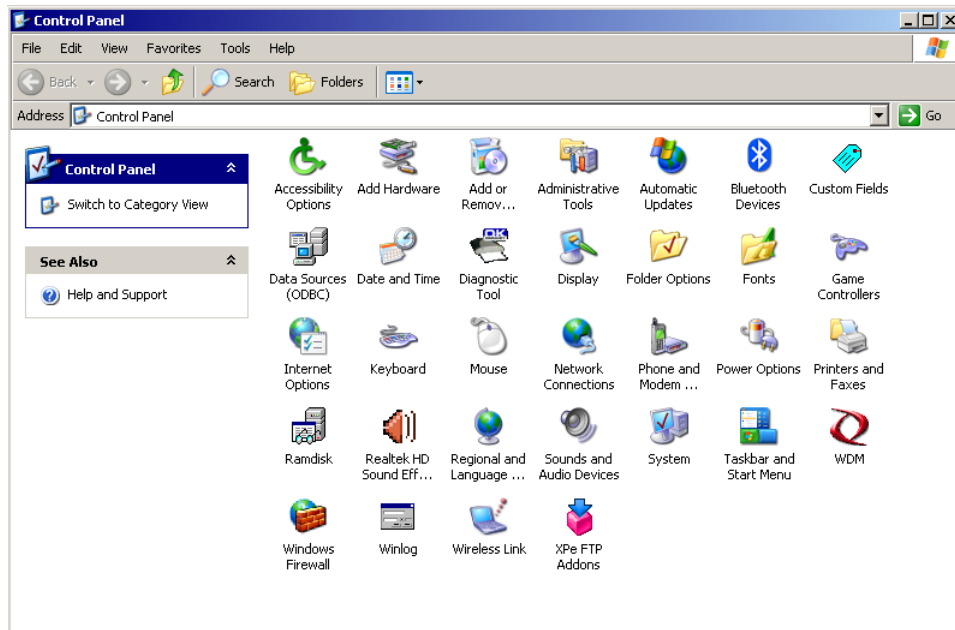 Control Panel
File Edit View Favorites Tools Help
Back Search Folders
Address Control Panel Go
Control Panel
Switch to Category View
See Also
Help and Support
Accessibility Options
Add Hardware
Add or Remov...
Administrative Tools
Automatic Updates
Bluetooth Devices
Custom Fields
Data Sources (ODBC)
Date and Time
OK
Diagnostic Tool
Display
Folder Options
Fonts
Game Controllers
Internet Options
Keyboard
Mouse
Network Connections
Phone and Modem ...
Power Options
Printers and Faxes
Ramdisk
Realtek HD Sound Eff...
Regional and Language ...
Sounds and Audio Devices
System
Taskbar and Start Menu
WDM
Windows Firewall
Winlog
Wireless Link
XPe FTP Addons